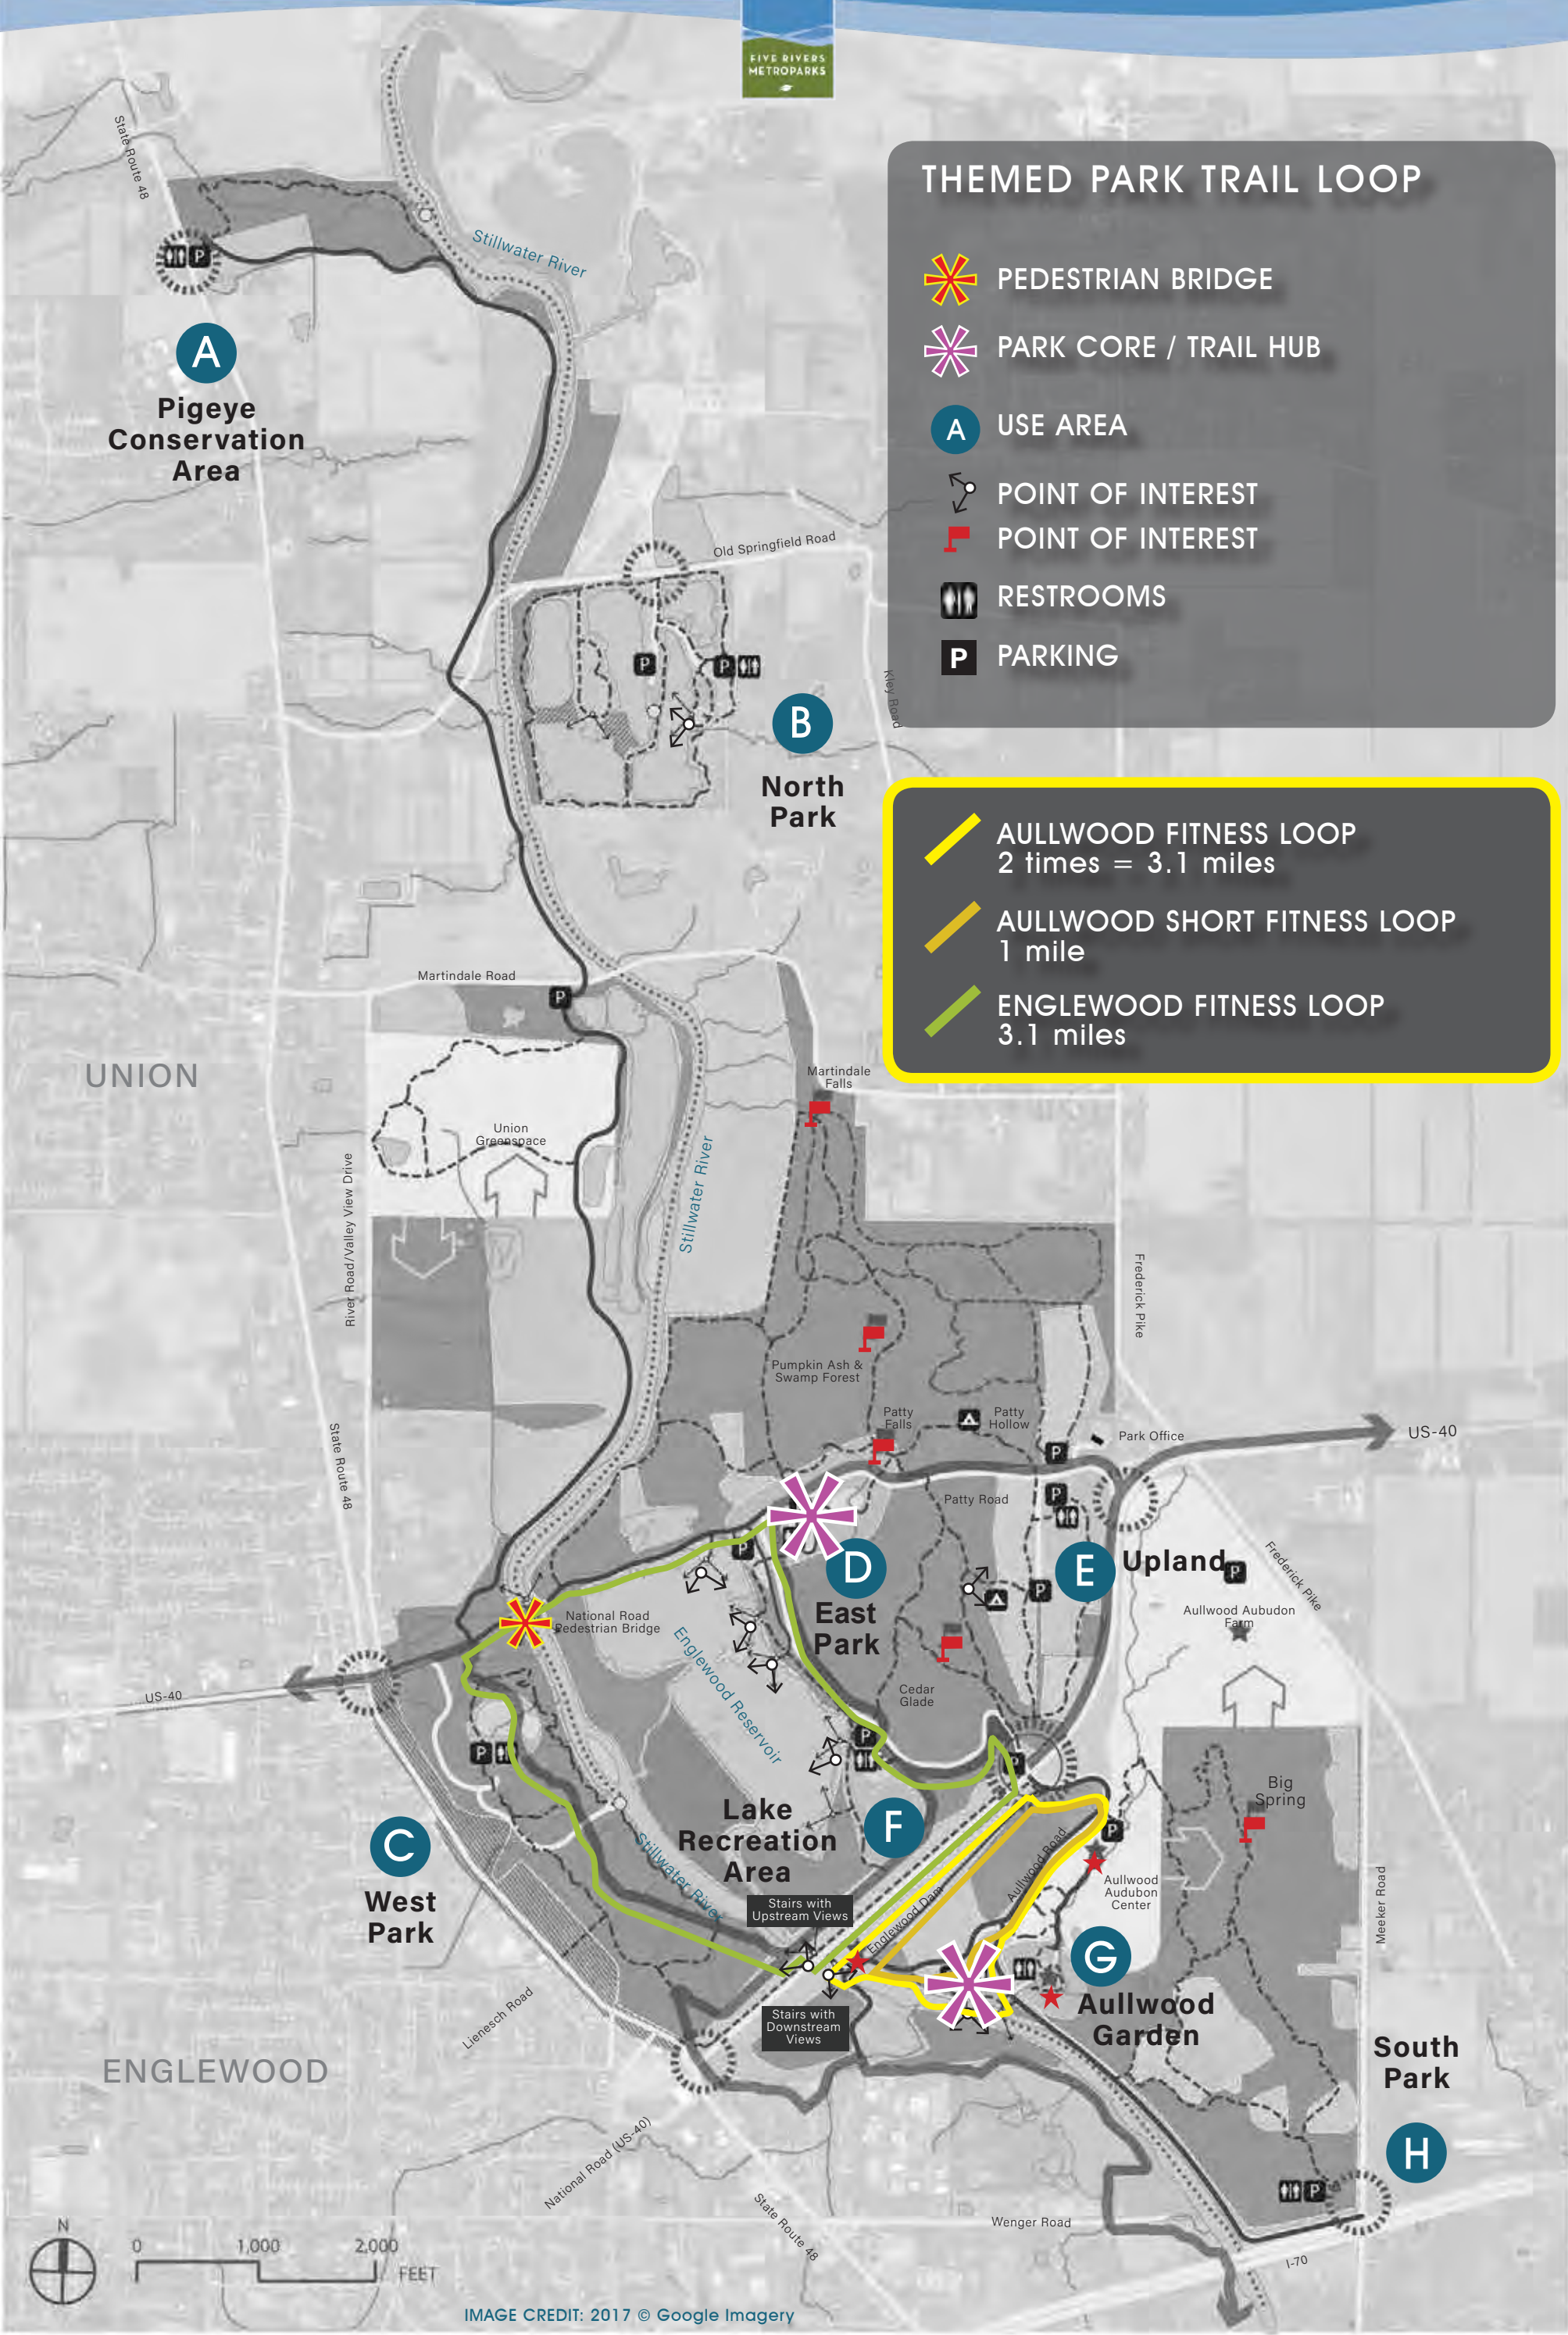 FIVE RIVERS
METROPARKS
THEMED PARK TRAIL LOOP
PEDESTRIAN BRIDGE
PARK CORE / TRAIL HUB
A
USE AREA
POINT OF INTEREST
POINT OF INTEREST
RESTROOMS
P
PARKING
AULLWOOD FITNESS LOOP
2 times = 3.1 miles
AULLWOOD SHORT FITNESS LOOP
1 mile
ENGLEWOOD FITNESS LOOP
3.1 miles
State Route 48
Stillwater River
P
A
Pigeye
Conservation
Area
Old Springfield Road
Kley Road
P
P
B
North
Park
Martindale Road
P
UNION
Martindale
Falls
Union
Greenspace
River Road/Valley View Drive
Stillwater River
Frederick Pike
Pumpkin Ash &
Swamp Forest
Patty
Falls
Patty
Hollow
P
Park Office
US-40
State Route 48
Patty Road
P
P
D
East
Park
E
Upland
P
P
Frederick Pike
Aullwood Aubudon
Farm
National Road
Pedestrian Bridge
Englewood Reservoir
US-40
Cedar
Glade
P
P
P
Big
Spring
C
West
Park
Lake
Recreation
Area
F
Stillwater River
Stairs with
Upstream Views
Englewood Dam
Aullwood Road
P
Aullwood
Audubon
Center
Meeker Road
G
Aullwood
Garden
Stairs with
Downstream
Views
Lienesch Road
ENGLEWOOD
South
Park
H
P
National Road (US-40)
State Route 48
Wenger Road
I-70
N
0
1,000
2,000
FEET
IMAGE CREDIT: 2017 © Google Imagery